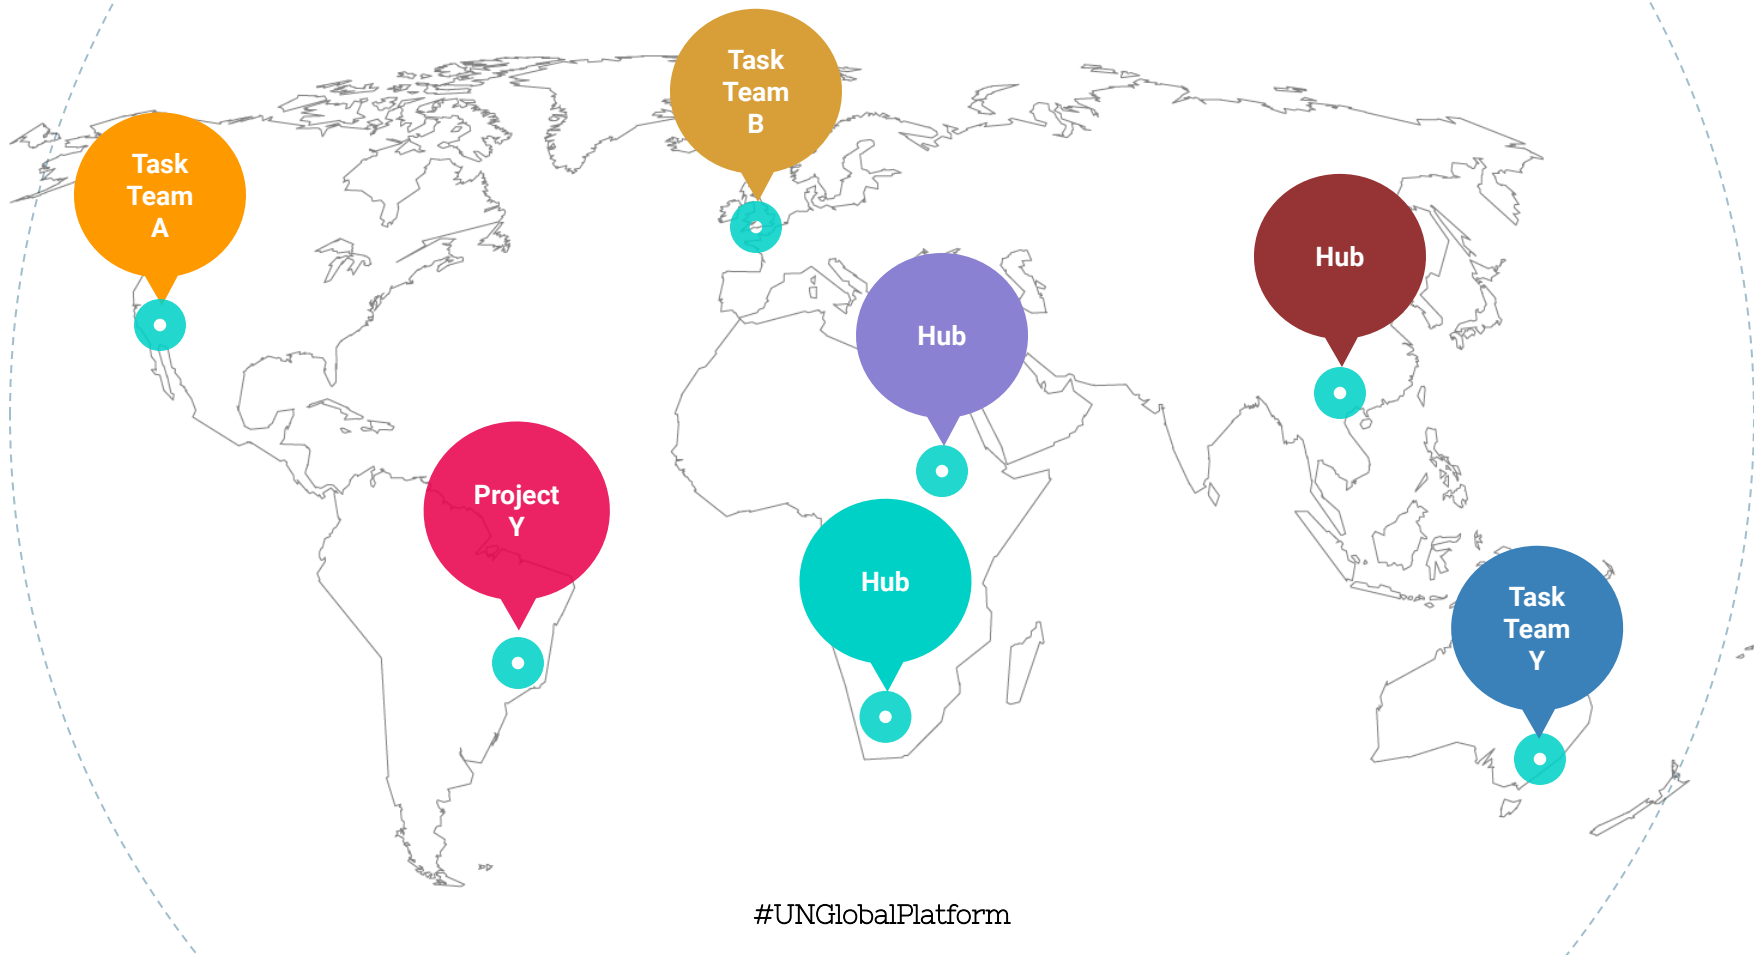 Task
Team
B
Task
Team
A
Hub
Hub
Project
Y
Hub
Task
Team
Y
#UNGlobalPlatform